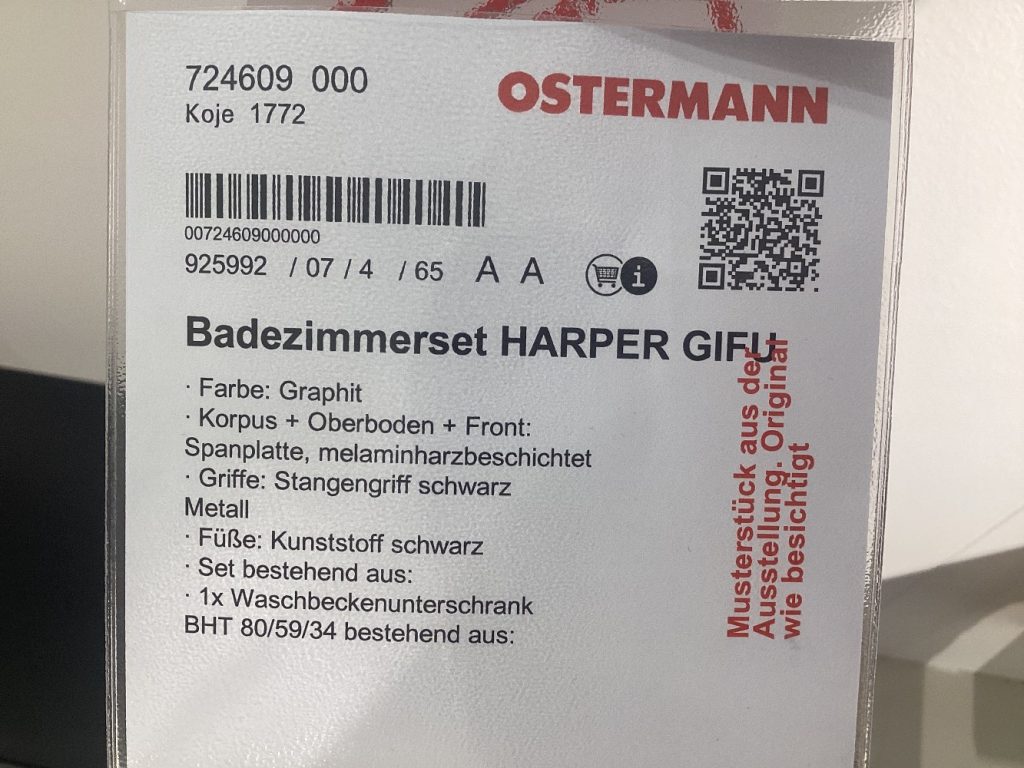 724609 000
Koje 1772
OSTERMANN
00724609000000
925992 / 07 / 4 / 65 A A
i
Badezimmerset HARPER GIFU
· Farbe: Graphit
· Korpus + Oberboden + Front:
Spanplatte, melaminharzbeschichtet
· Griffe: Stangengriff schwarz
Metall
· Füße: Kunststoff schwarz
· Set bestehend aus:
· 1x Waschbeckenunterschrank
BHT 80/59/34 bestehend aus:
Musterstück aus der
Ausstellung. Original
wie besichtigt